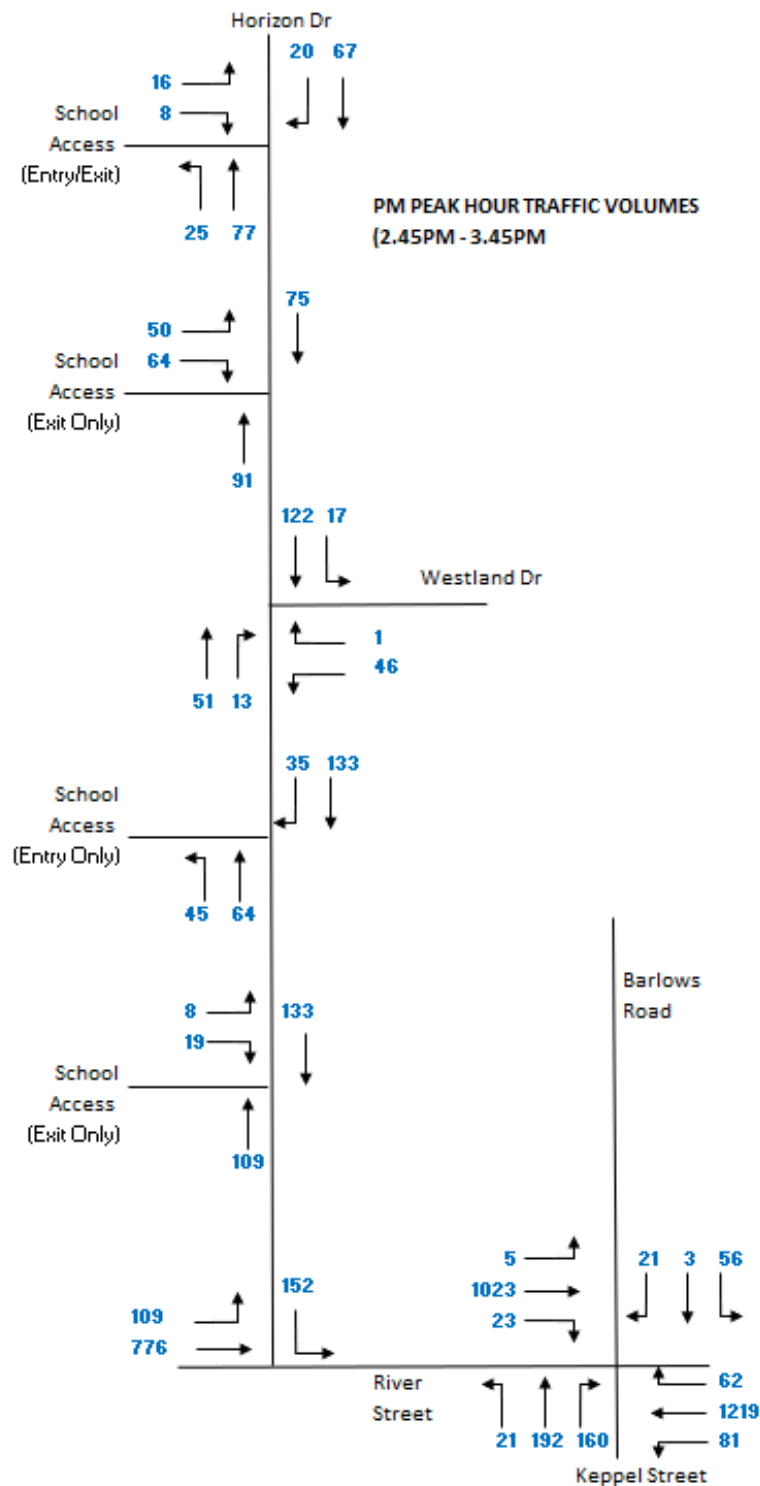 Horizon Dr
20 67
16
School 8
Access
(Entry/Exit)
25 77
PM PEAK HOUR TRAFFIC VOLUMES
(2.45PM - 3.45PM
75
50
School 64
Access
(Exit Only)
91
122 17
Westland Dr
1
46
51 13
35 133
School
Access
(Entry Only)
45 64
Barlows
Road
8 133
19
School
Access
(Exit Only)
109
5 21 3 56
1023
23
152
109
776
River
Street
62
1219
81
21 192 160
Keppel Street